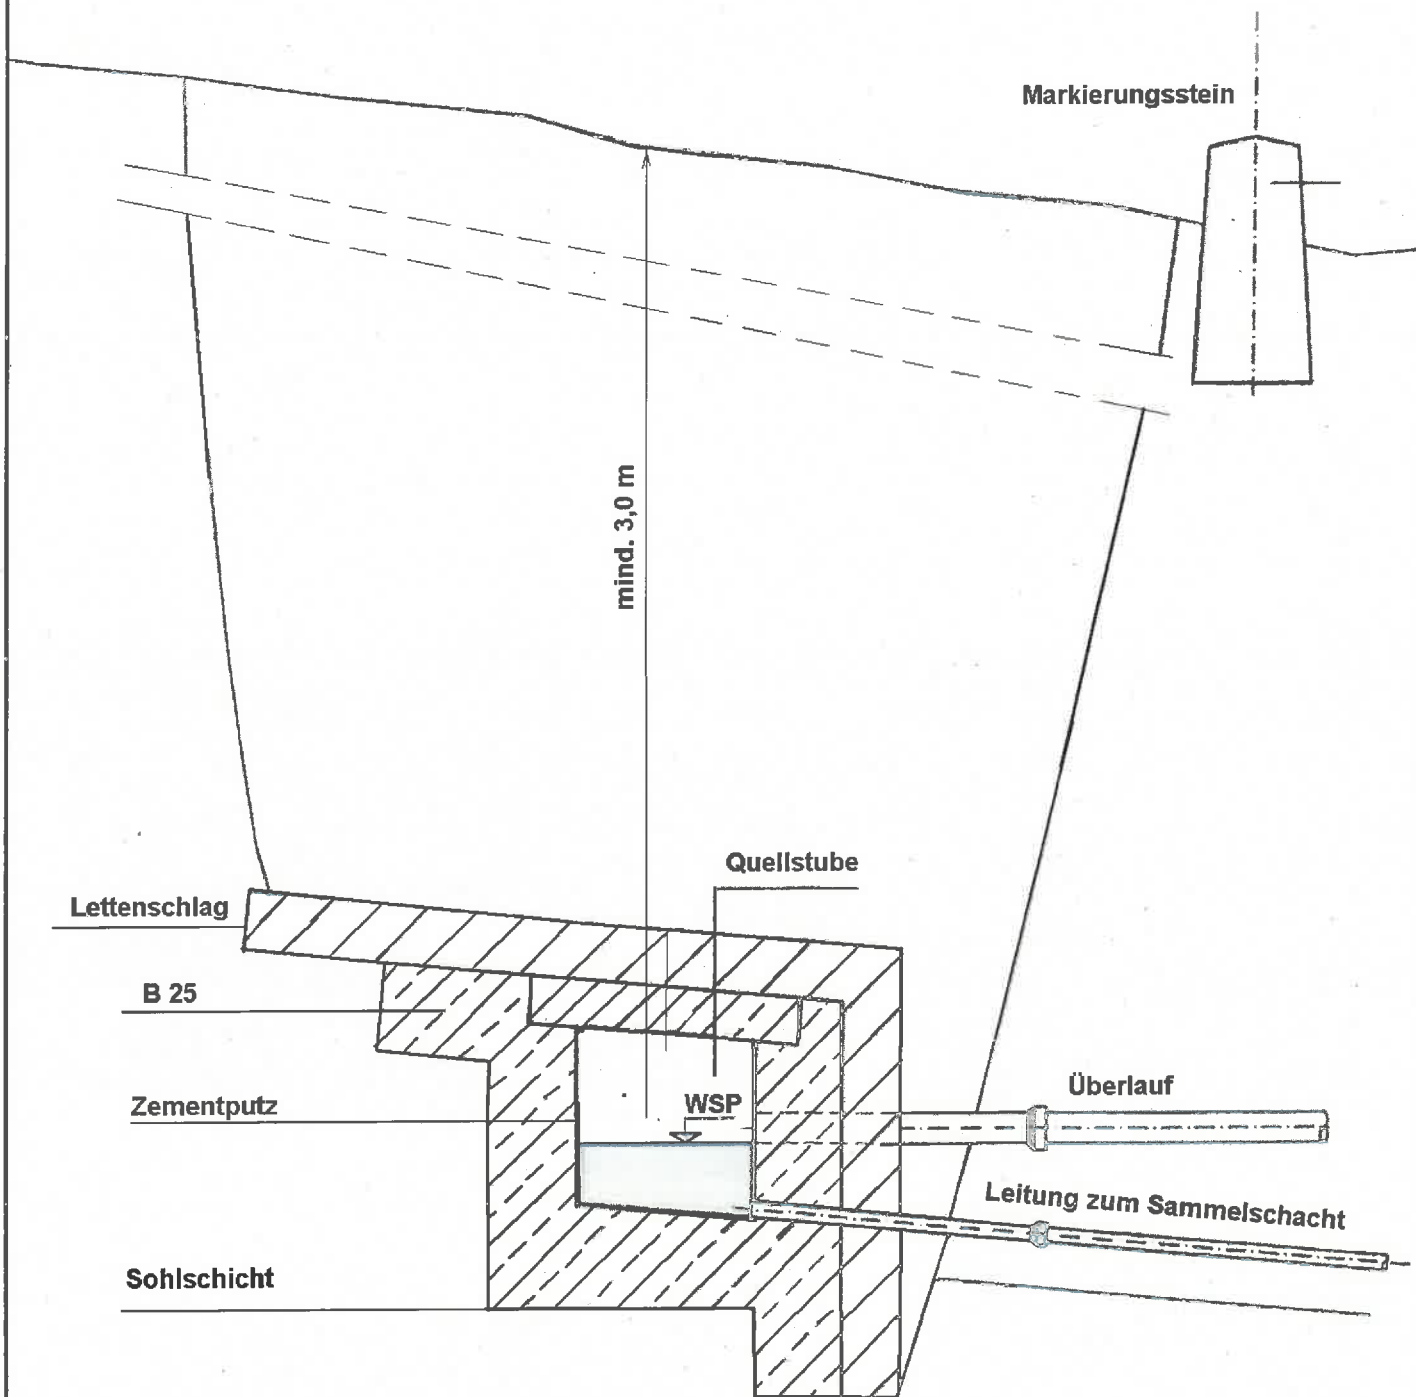 Markierungsstein
mind. 3,0 m
Quellstube
Lettenschlag
B 25
Zementputz
WSP
Überlauf
Leitung zum Sammelschacht
Sohlschicht